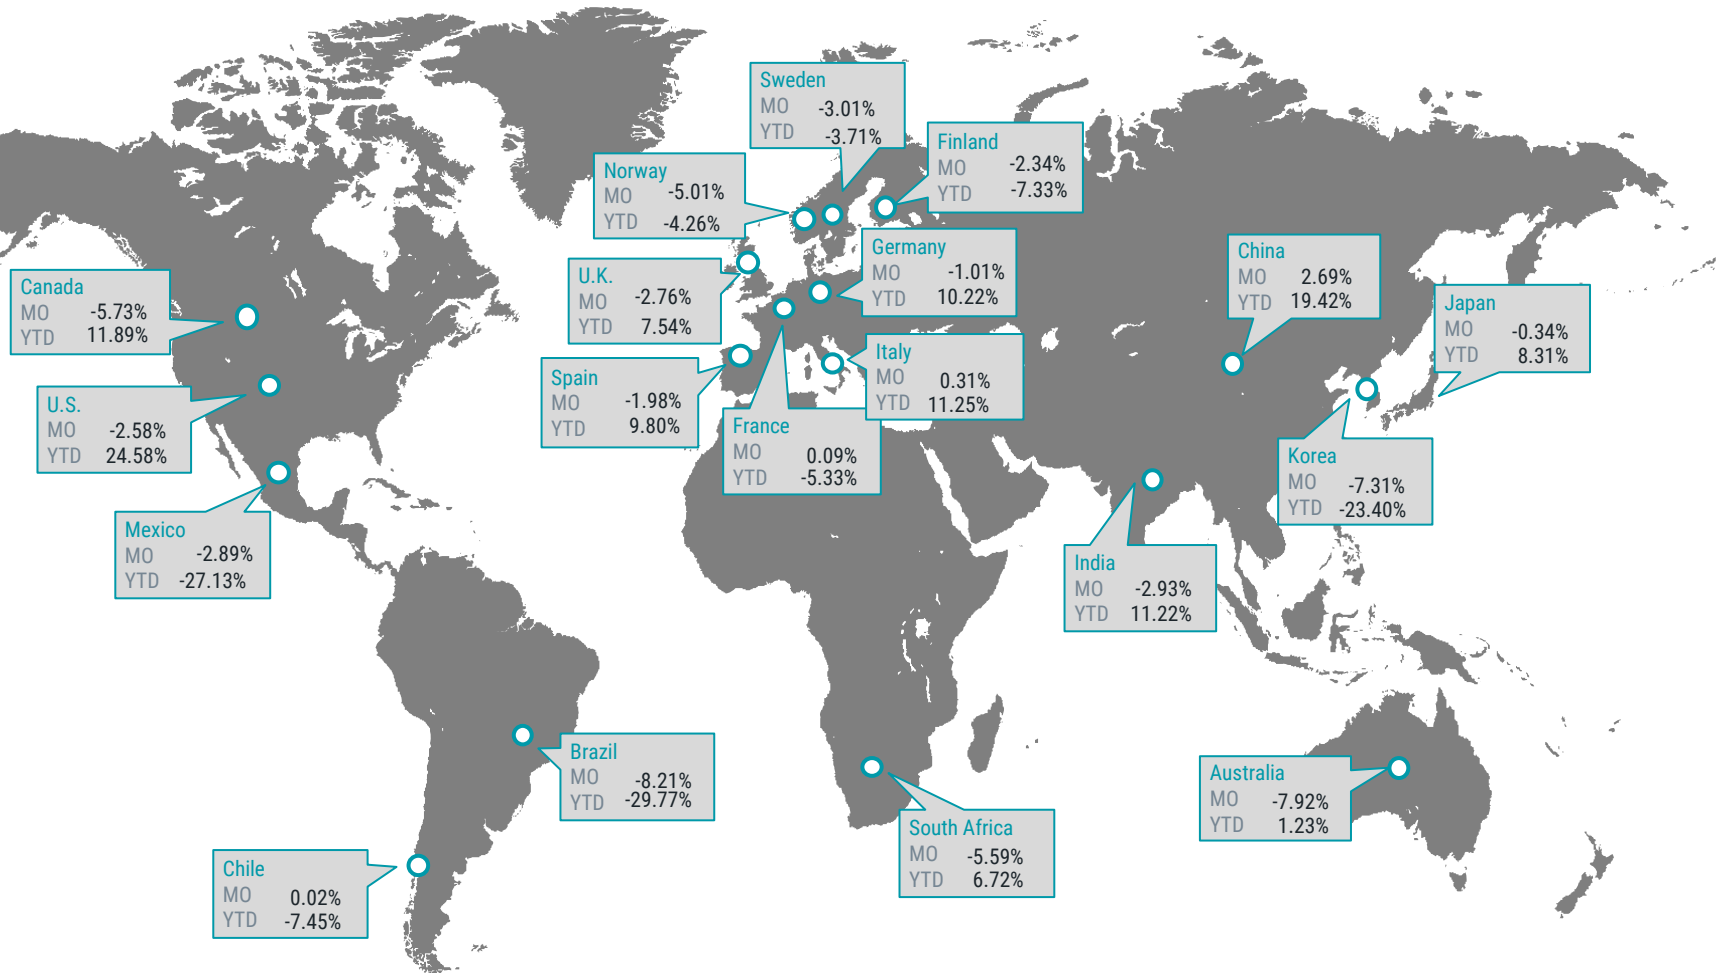 Sweden
MO -3.01%
YTD -3.71%
Finland
MO -2.34%
YTD -7.33%
Norway
MO -5.01%
YTD -4.26%
Germany
MO -1.01%
YTD 10.22%
China
MO 2.69%
YTD 19.42%
U.K.
MO -2.76%
YTD 7.54%
Canada
MO -5.73%
YTD 11.89%
Japan
MO -0.34%
YTD 8.31%
Italy
MO 0.31%
YTD 11.25%
Spain
MO -1.98%
YTD 9.80%
U.S.
MO -2.58%
YTD 24.58%
France
MO 0.09%
YTD -5.33%
Korea
MO -7.31%
YTD -23.40%
Mexico
MO -2.89%
YTD -27.13%
India
MO -2.93%
YTD 11.22%
Brazil
MO -8.21%
YTD -29.77%
Australia
MO -7.92%
YTD 1.23%
South Africa
MO -5.59%
YTD 6.72%
Chile
MO 0.02%
YTD -7.45%